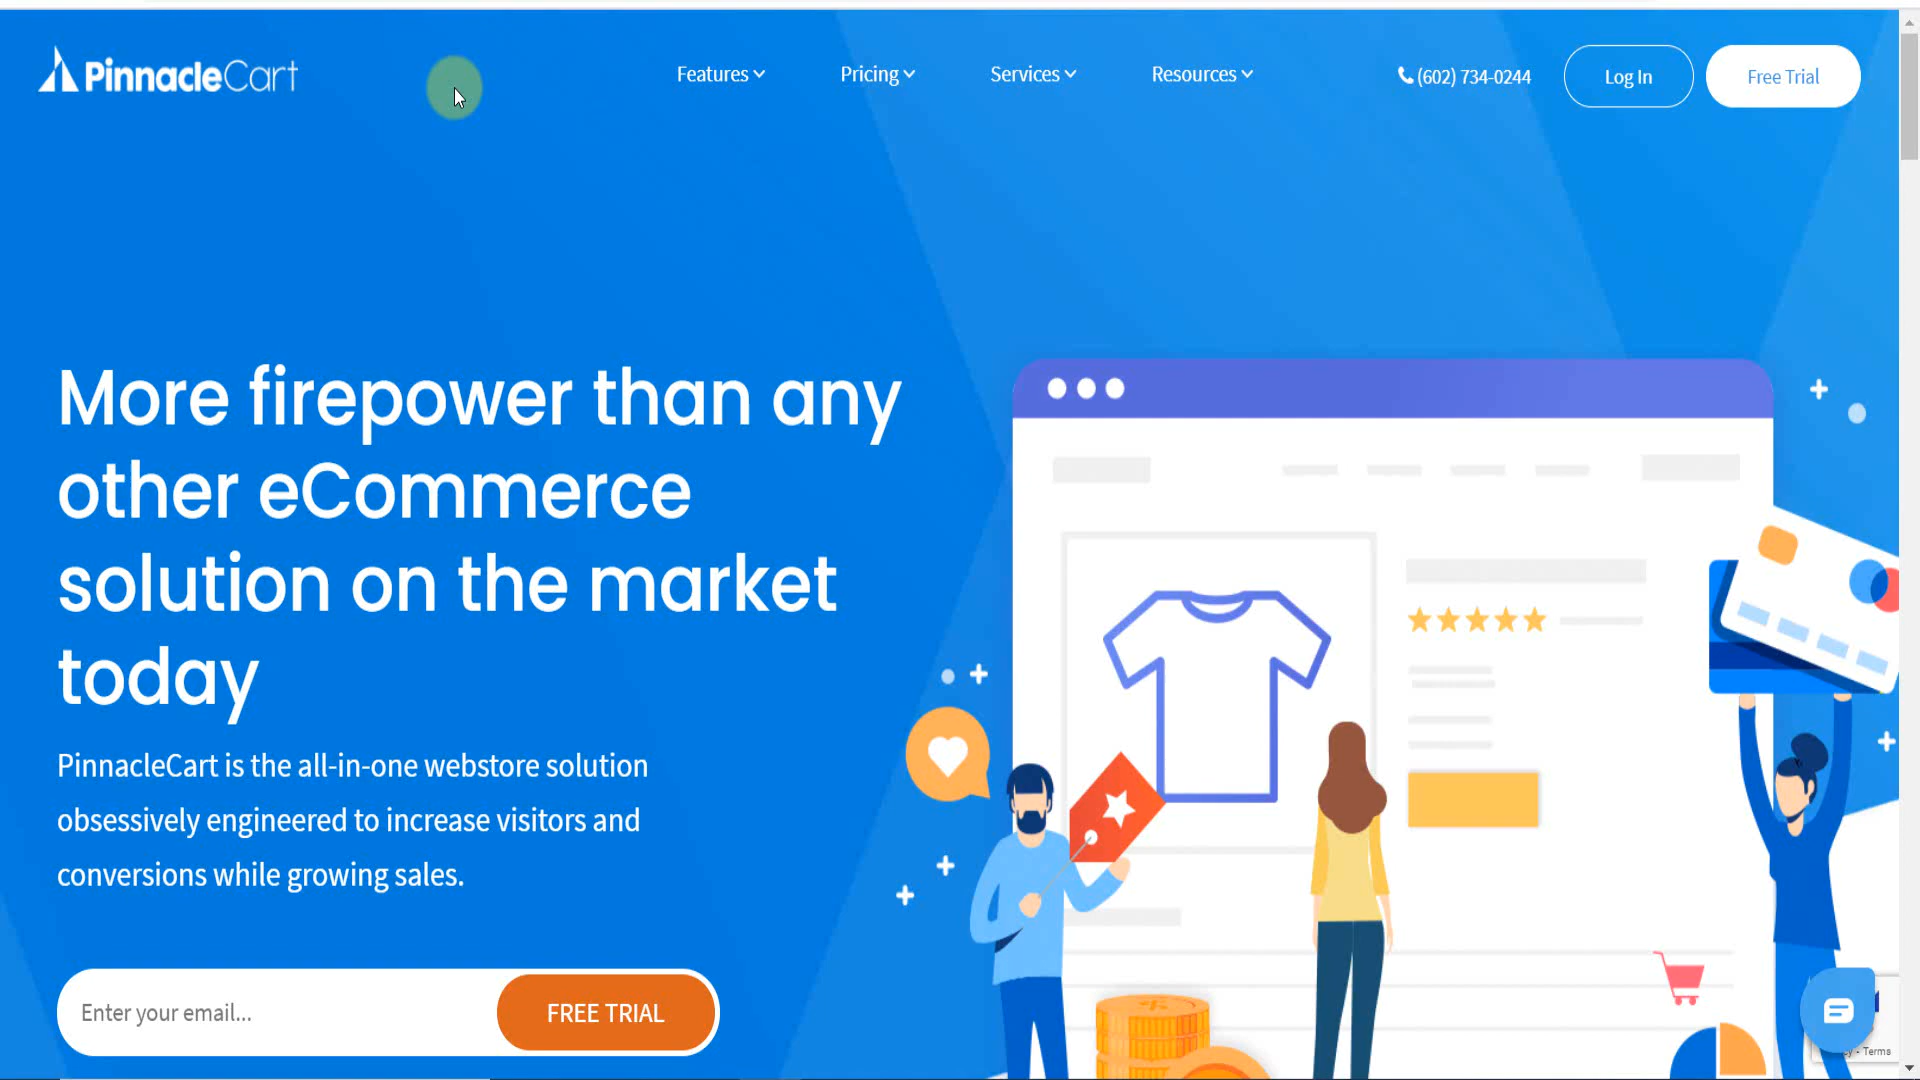 PinnacleCart
Features
Pricing
Services
Resources
(602) 734-0244
Log In
Free Trial
More firepower than any
other eCommerce
solution on the market
today
PinnacleCart is the all-in-one webstore solution
obsessively engineered to increase visitors and
conversions while growing sales.
Enter your email...
FREE TRIAL
- Terms